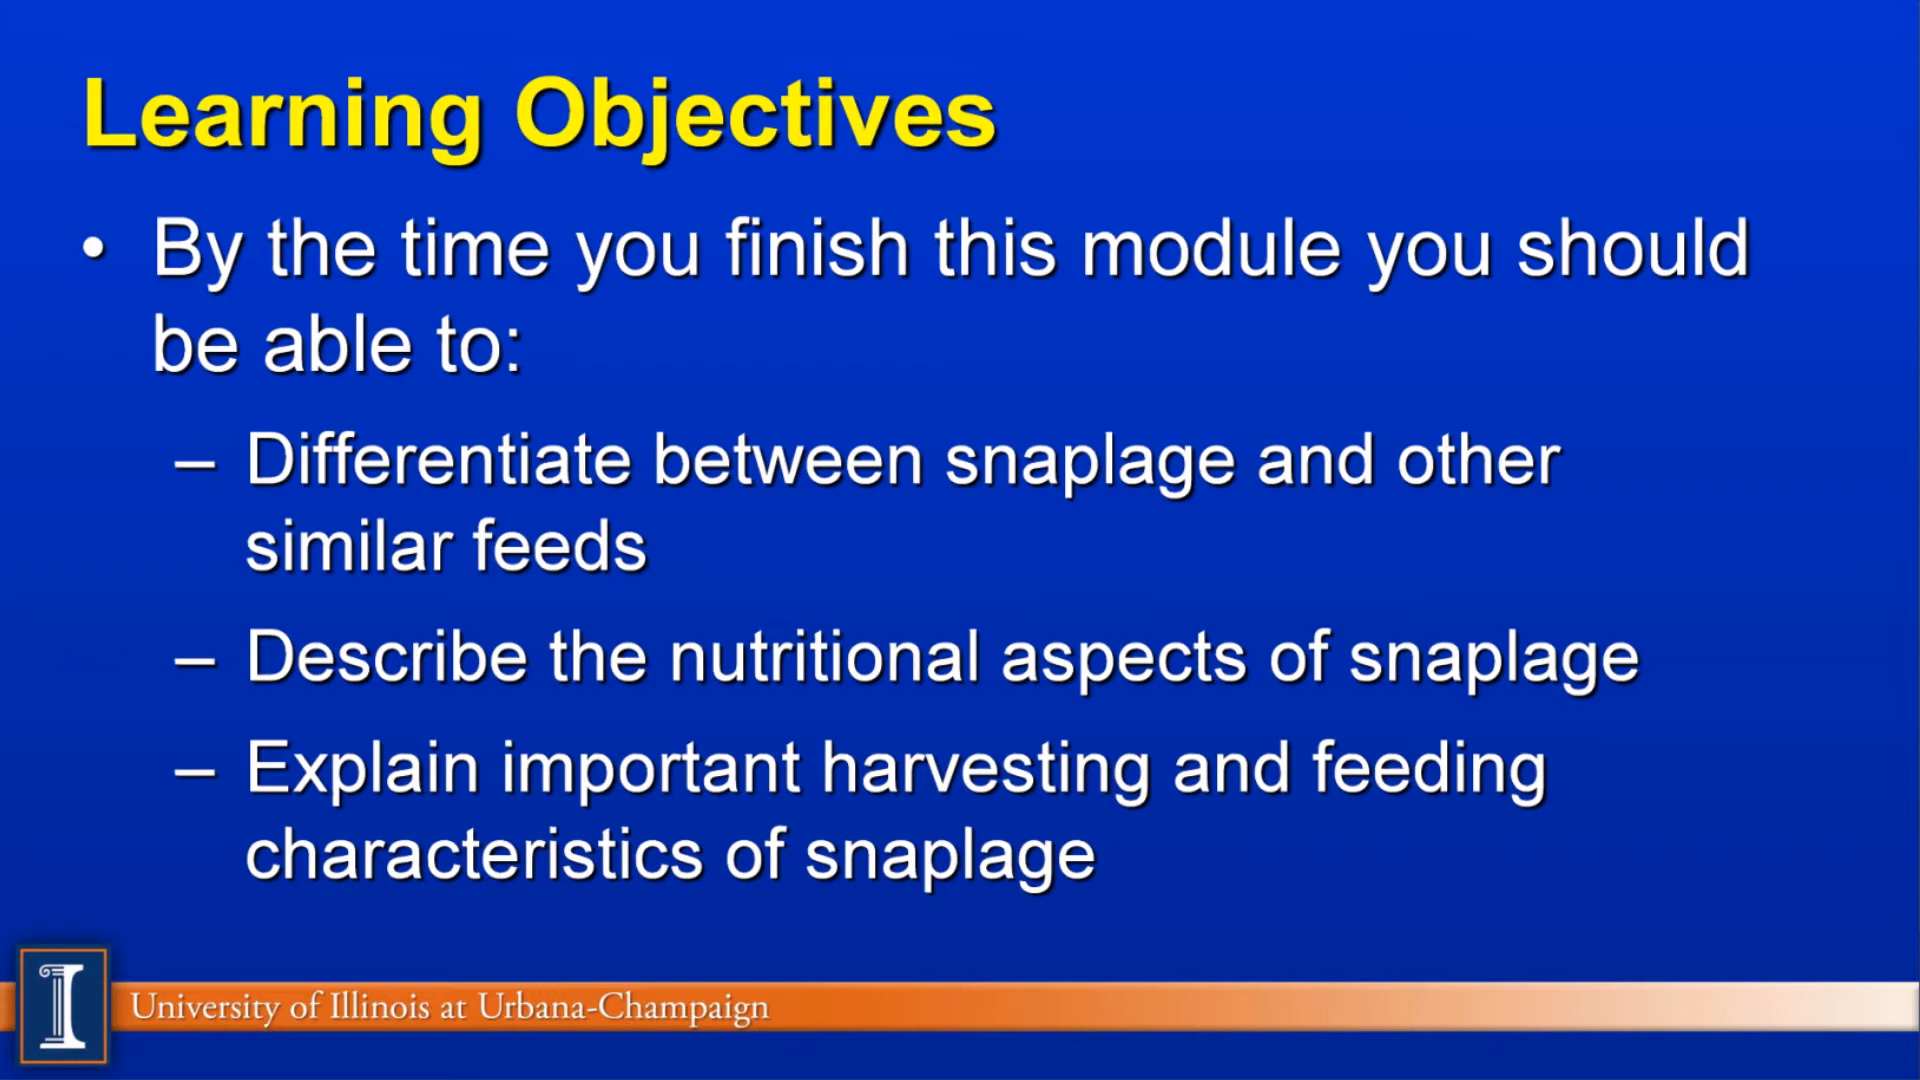 Learning Objectives
• By the time you finish this module you should
be able to:
– Differentiate between snaplage and other
similar feeds
– Describe the nutritional aspects of snaplage
– Explain important harvesting and feeding
characteristics of snaplage
I
University of Illinois at Urbana-Champaign